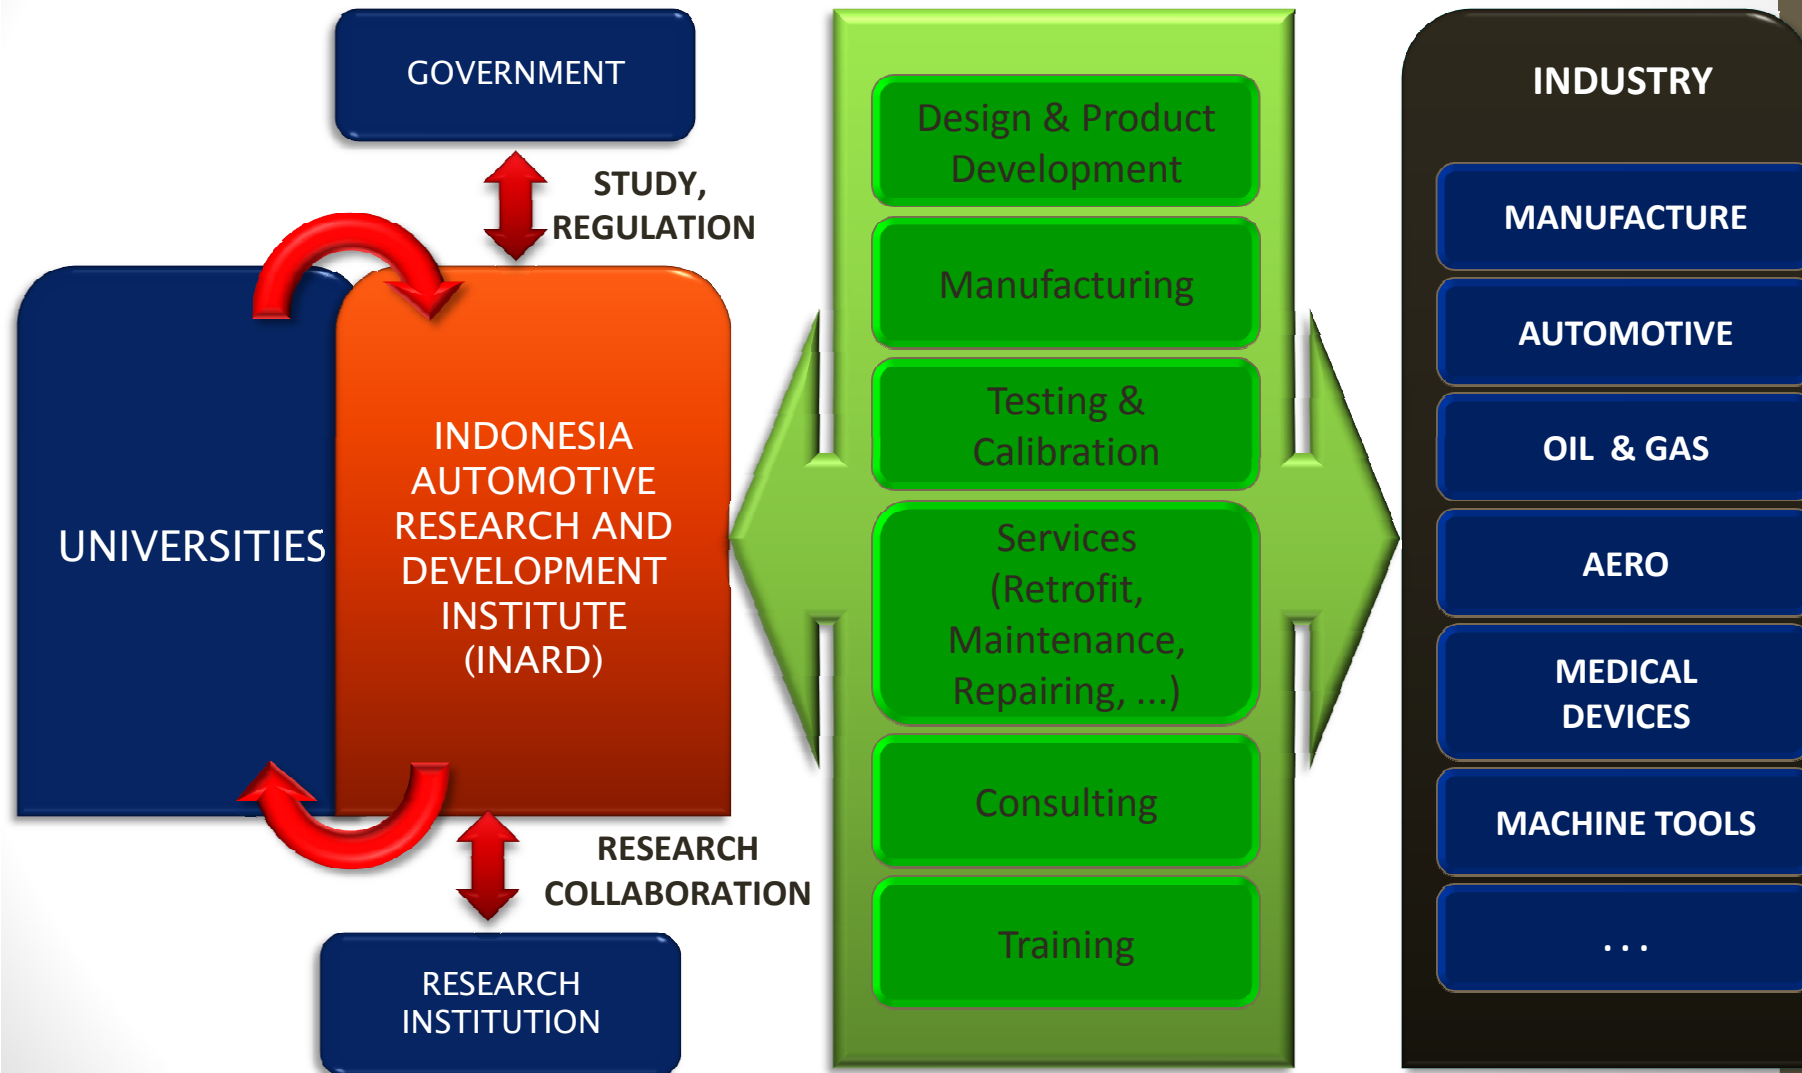 GOVERNMENT
STUDY,
REGULATION
UNIVERSITIES
INDONESIA
AUTOMOTIVE
RESEARCH AND
DEVELOPMENT
INSTITUTE
(INARD)
RESEARCH
COLLABORATION
RESEARCH
INSTITUTION
Design & Product
Development
Manufacturing
Testing &
Calibration
Services
(Retrofit,
Maintenance,
Repairing, ...)
Consulting
Training
INDUSTRY
MANUFACTURE
AUTOMOTIVE
OIL & GAS
AERO
MEDICAL
DEVICES
MACHINE TOOLS
. . .